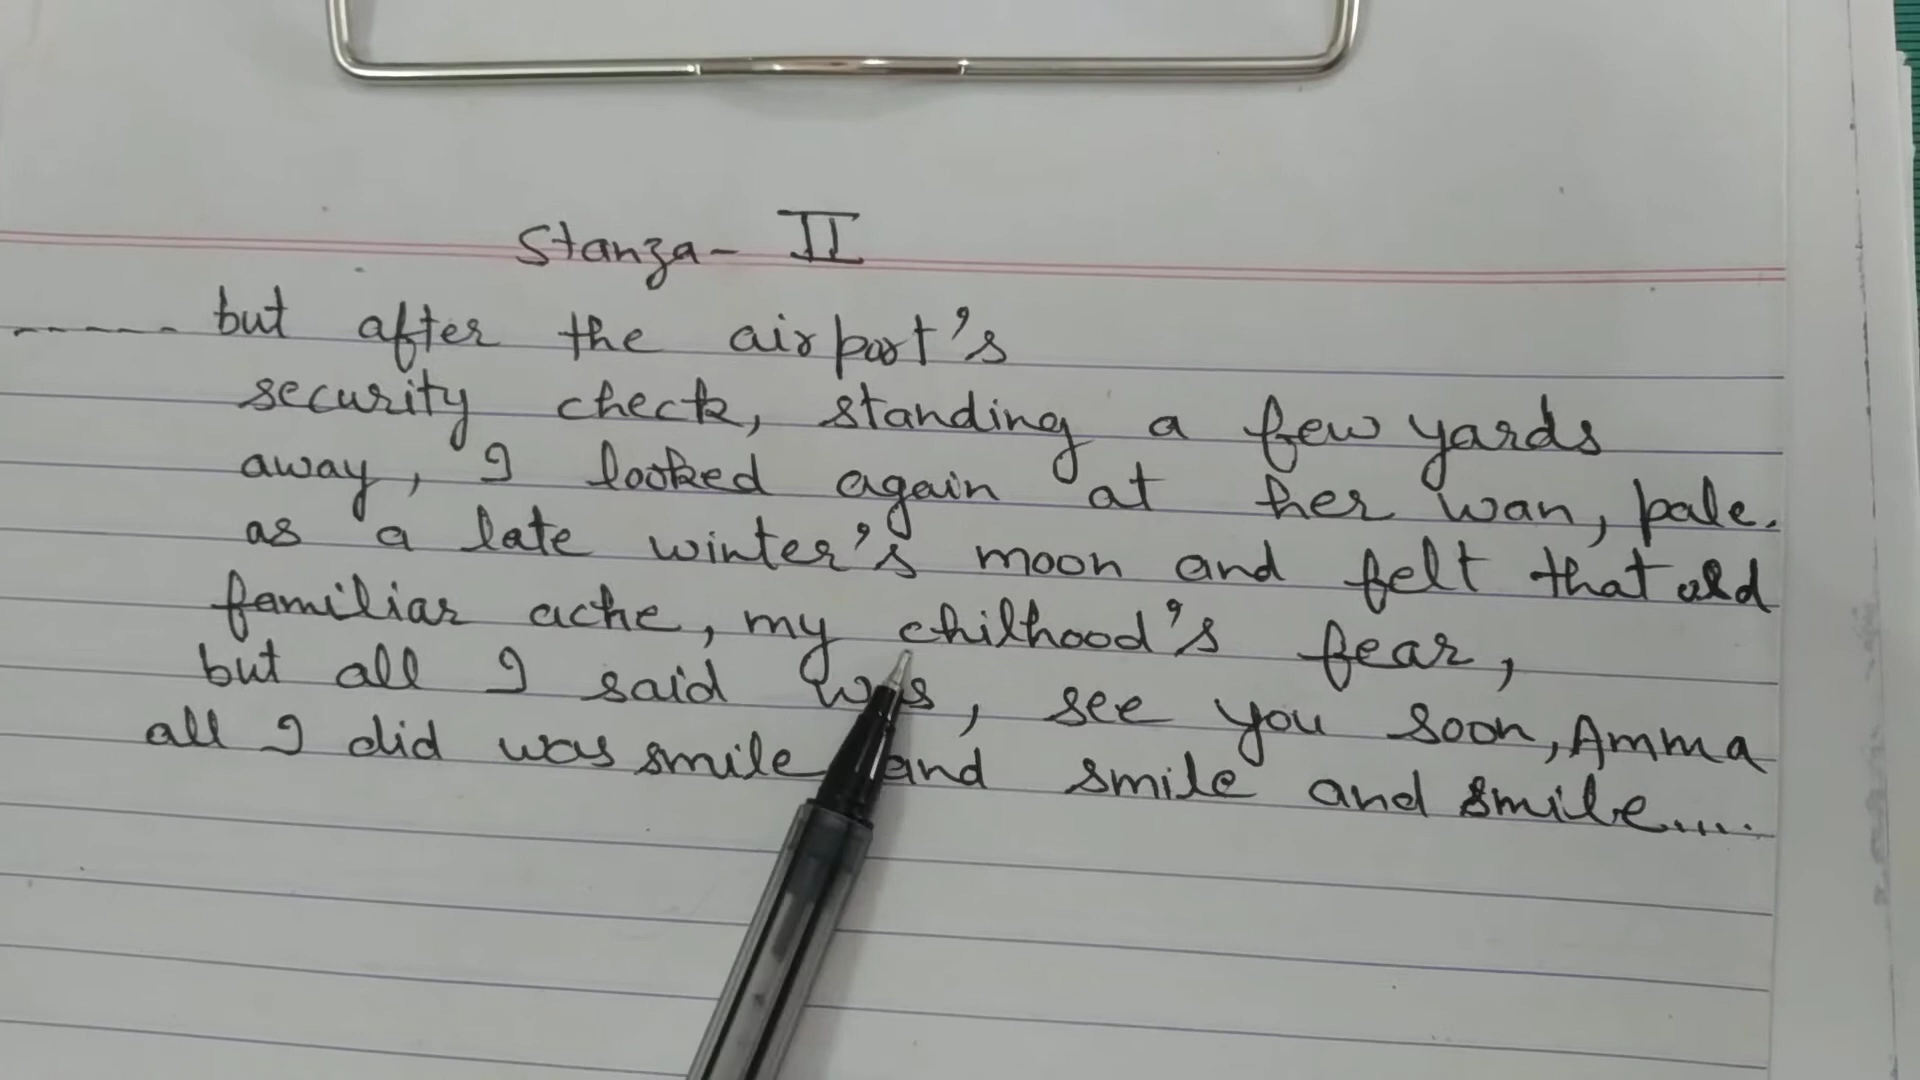 Stanza- II
----- but after the airport's
security check, standing a few yards
away, I looked again at her wan, pale.
as a late winter's moon and felt that old
familiar ache, my chilhood's fear,
but all I said was, see you soon, Amma
all I did was smile and smile and smile....